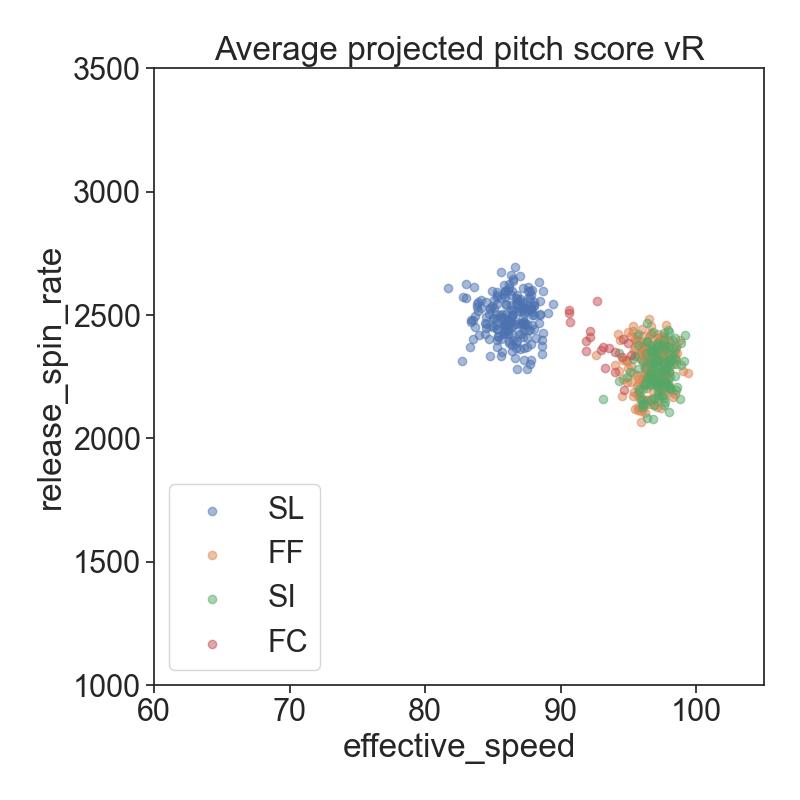 Average projected pitch score vR
3500
3000
2500
2000
1500
1000
release_spin_rate
SL
FF
SI
FC
60 70 80 90 100
effective_speed